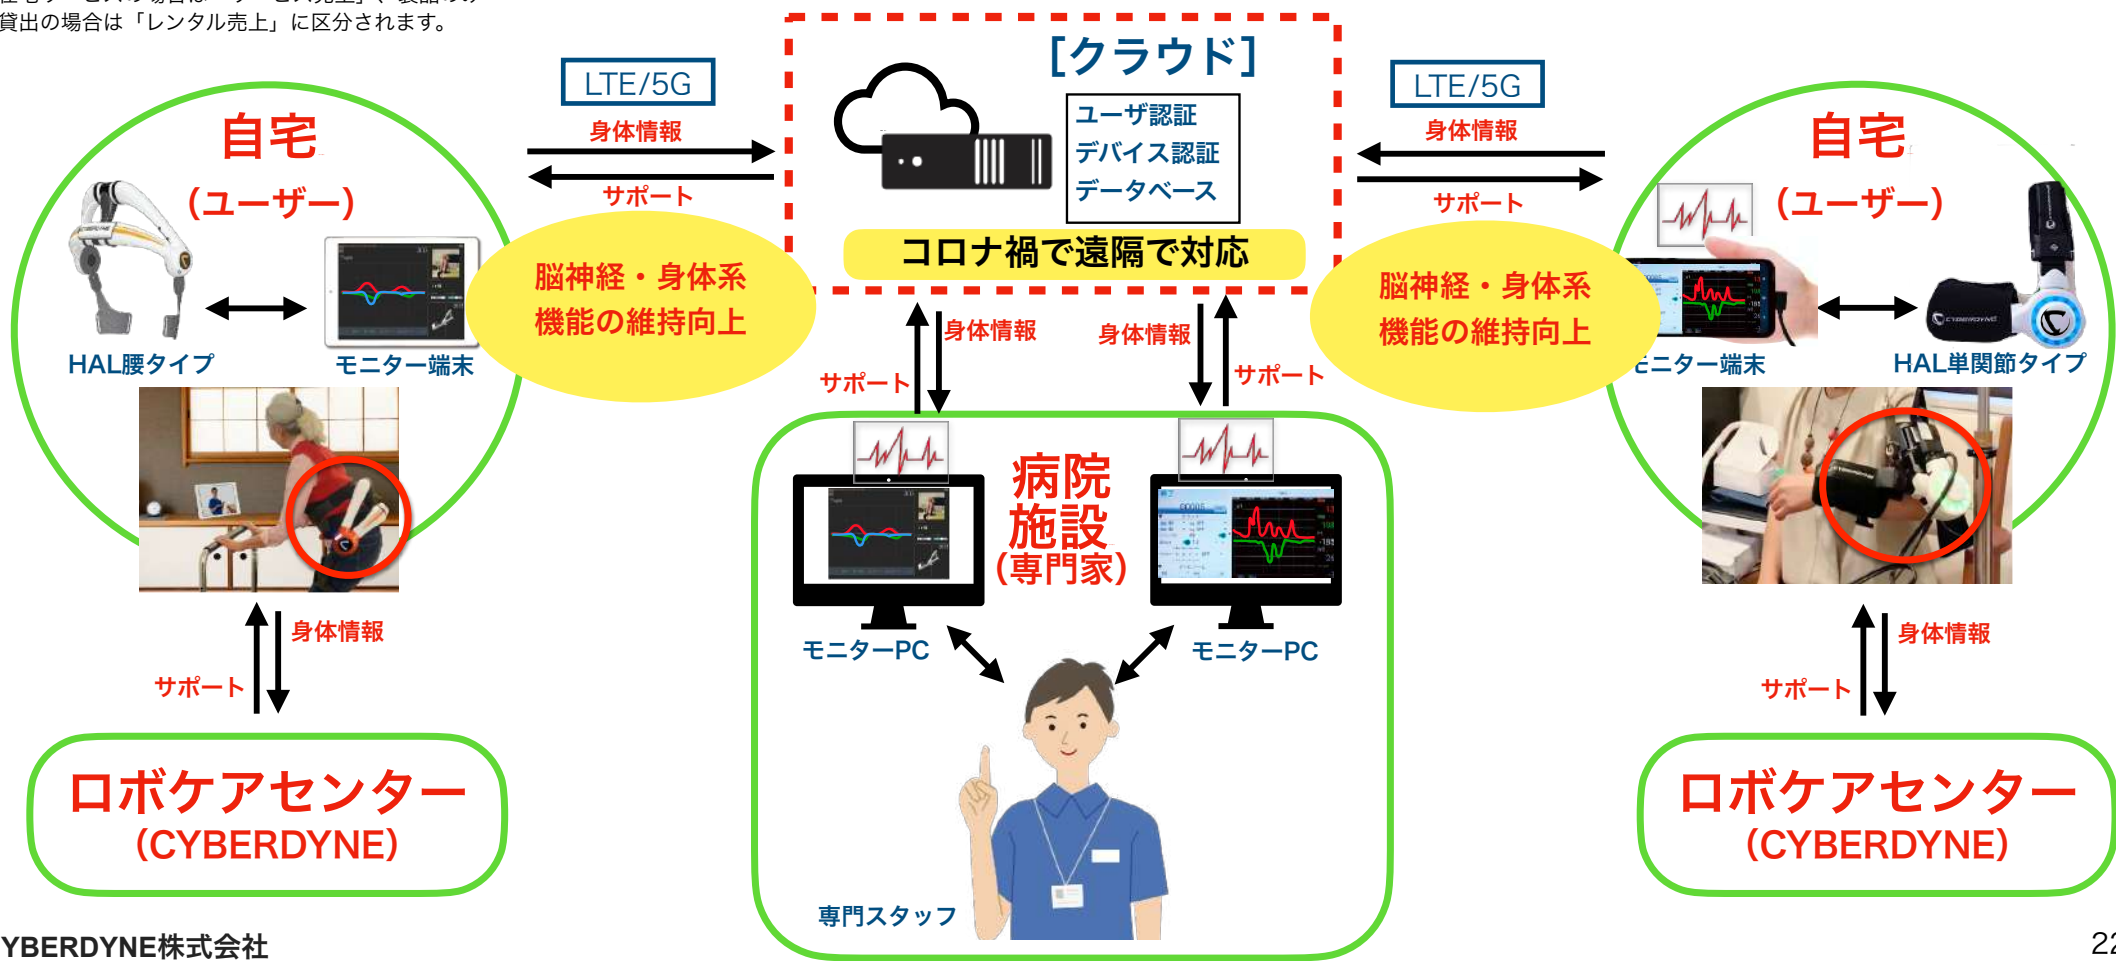 貸出の場合は「レンタル売上」に区分されます。
LTE/5G
身体情報
サポート
[クラウド]
ユーザ認証
デバイス認証
データベース
コロナ禍で遠隔で対応
LTE/5G
身体情報
サポート
自宅
(ユーザー)
HAL腰タイプ
モニター端末
脳神経・身体系
機能の維持向上
身体情報
サポート
身体情報
サポート
脳神経・身体系
機能の維持向上
自宅
(ユーザー)
モニター端末
HAL単関節タイプ
CYBERDYNE
病院
施設
(専門家)
モニターPC
モニターPC
専門スタッフ
身体情報
サポート
ロボケアセンター
(CYBERDYNE)
身体情報
サポート
ロボケアセンター
(CYBERDYNE)
YBERDYNE株式会社
22